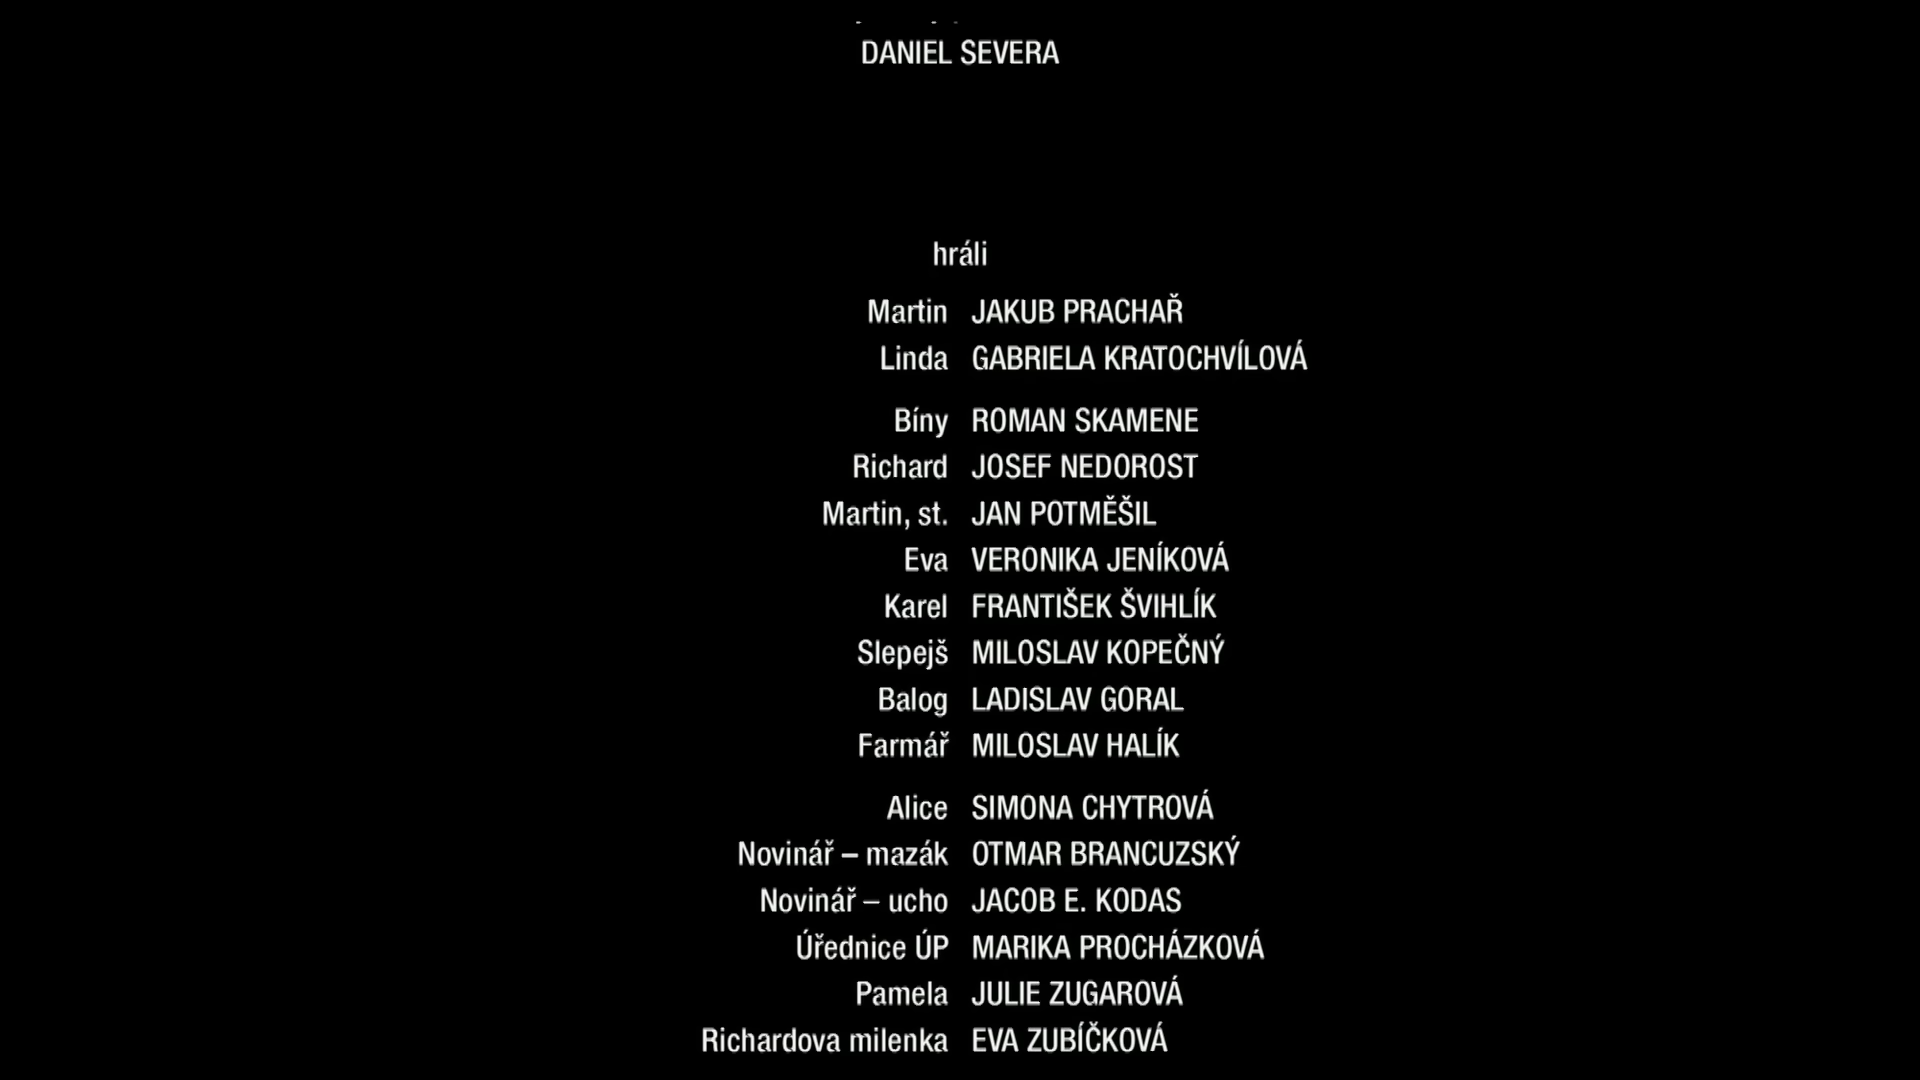 DANIEL SEVERA
hráli
Martin JAKUB PRACHAŘ
Linda GABRIELA KRATOCHVÍLOVÁ
Bíny ROMAN SKAMENE
Richard JOSEF NEDOROST
Martin, st. JAN POTMĚŠIL
Eva VERONIKA JENÍKOVÁ
Karel FRANTIŠEK ŠVIHLÍK
Slepejš MILOSLAV KOPEČNÝ
Balog LADISLAV GORAL
Farmář MILOSLAV HALÍK
Alice SIMONA CHYTROVÁ
Novinář – mazák OTMAR BRANCUZSKÝ
Novinář – ucho JACOB E. KODAS
Úřednice ÚP MARIKA PROCHÁZKOVÁ
Pamela JULIE ZUGAROVÁ
Richardova milenka EVA ZUBÍČKOVÁ